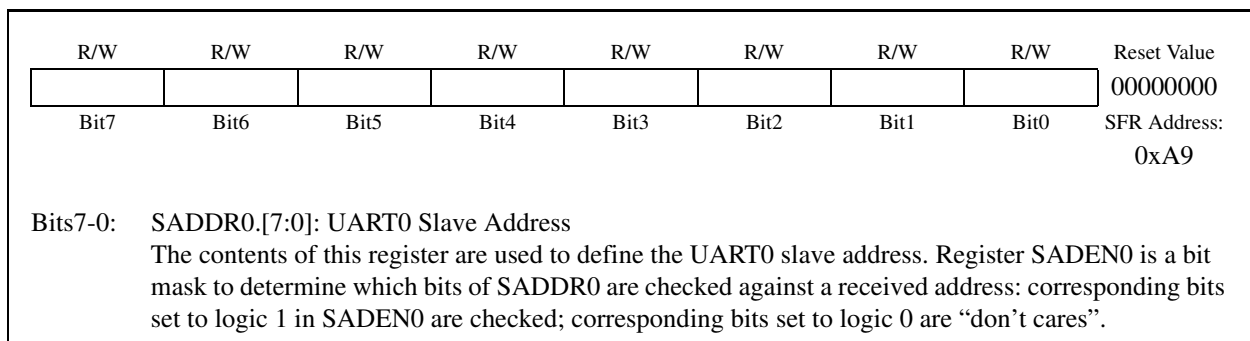 R/W R/W R/W R/W R/W R/W R/W R/W Reset Value
00000000
Bit7 Bit6 Bit5 Bit4 Bit3 Bit2 Bit1 Bit0 SFR Address:
0xA9
Bits7-0: SADDR0.[7:0]: UART0 Slave Address
The contents of this register are used to define the UART0 slave address. Register SADEN0 is a bit
mask to determine which bits of SADDR0 are checked against a received address: corresponding bits
set to logic 1 in SADEN0 are checked; corresponding bits set to logic 0 are “don’t cares”.